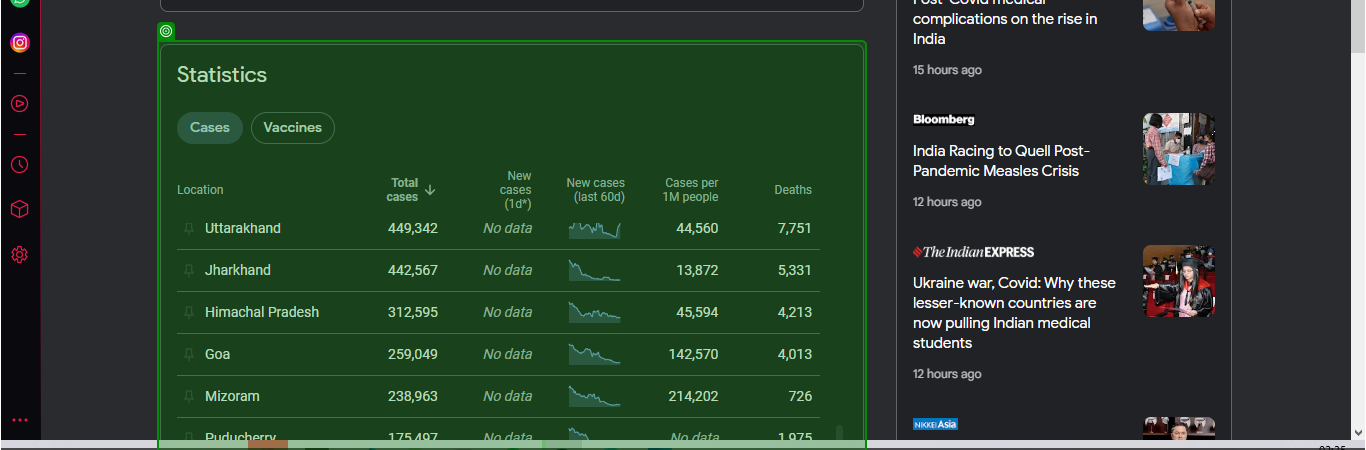 Statistics
Cases
Vaccines
Location
Total cases
New cases (1d*)
New cases (last 60d)
Cases per 1M people
Deaths
Uttarakhand 449,342 No data 44,560 7,751
Jharkhand 442,567 No data 13,872 5,331
Himachal Pradesh 312,595 No data 45,594 4,213
Goa 259,049 No data 142,570 4,013
Mizoram 238,963 No data 214,202 726
Puducherry 175,497 No data No data 1,975
Post-Covid medical
complications on the rise in
India
15 hours ago
Bloomberg
India Racing to Quell Post-
Pandemic Measles Crisis
12 hours ago
The Indian EXPRESS
Ukraine war, Covid: Why these
lesser-known countries are
now pulling Indian medical
students
12 hours ago
NIKKEI Asia